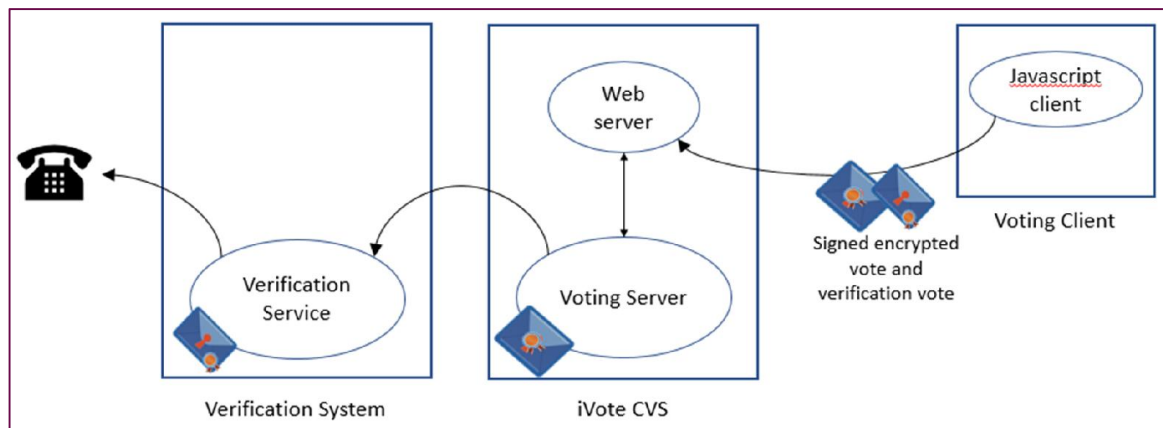 Web
server
Javascript
client
Voting Client
Signed encrypted
vote and
verification vote
Verification
Service
Voting Server
Verification System
iVote CVS